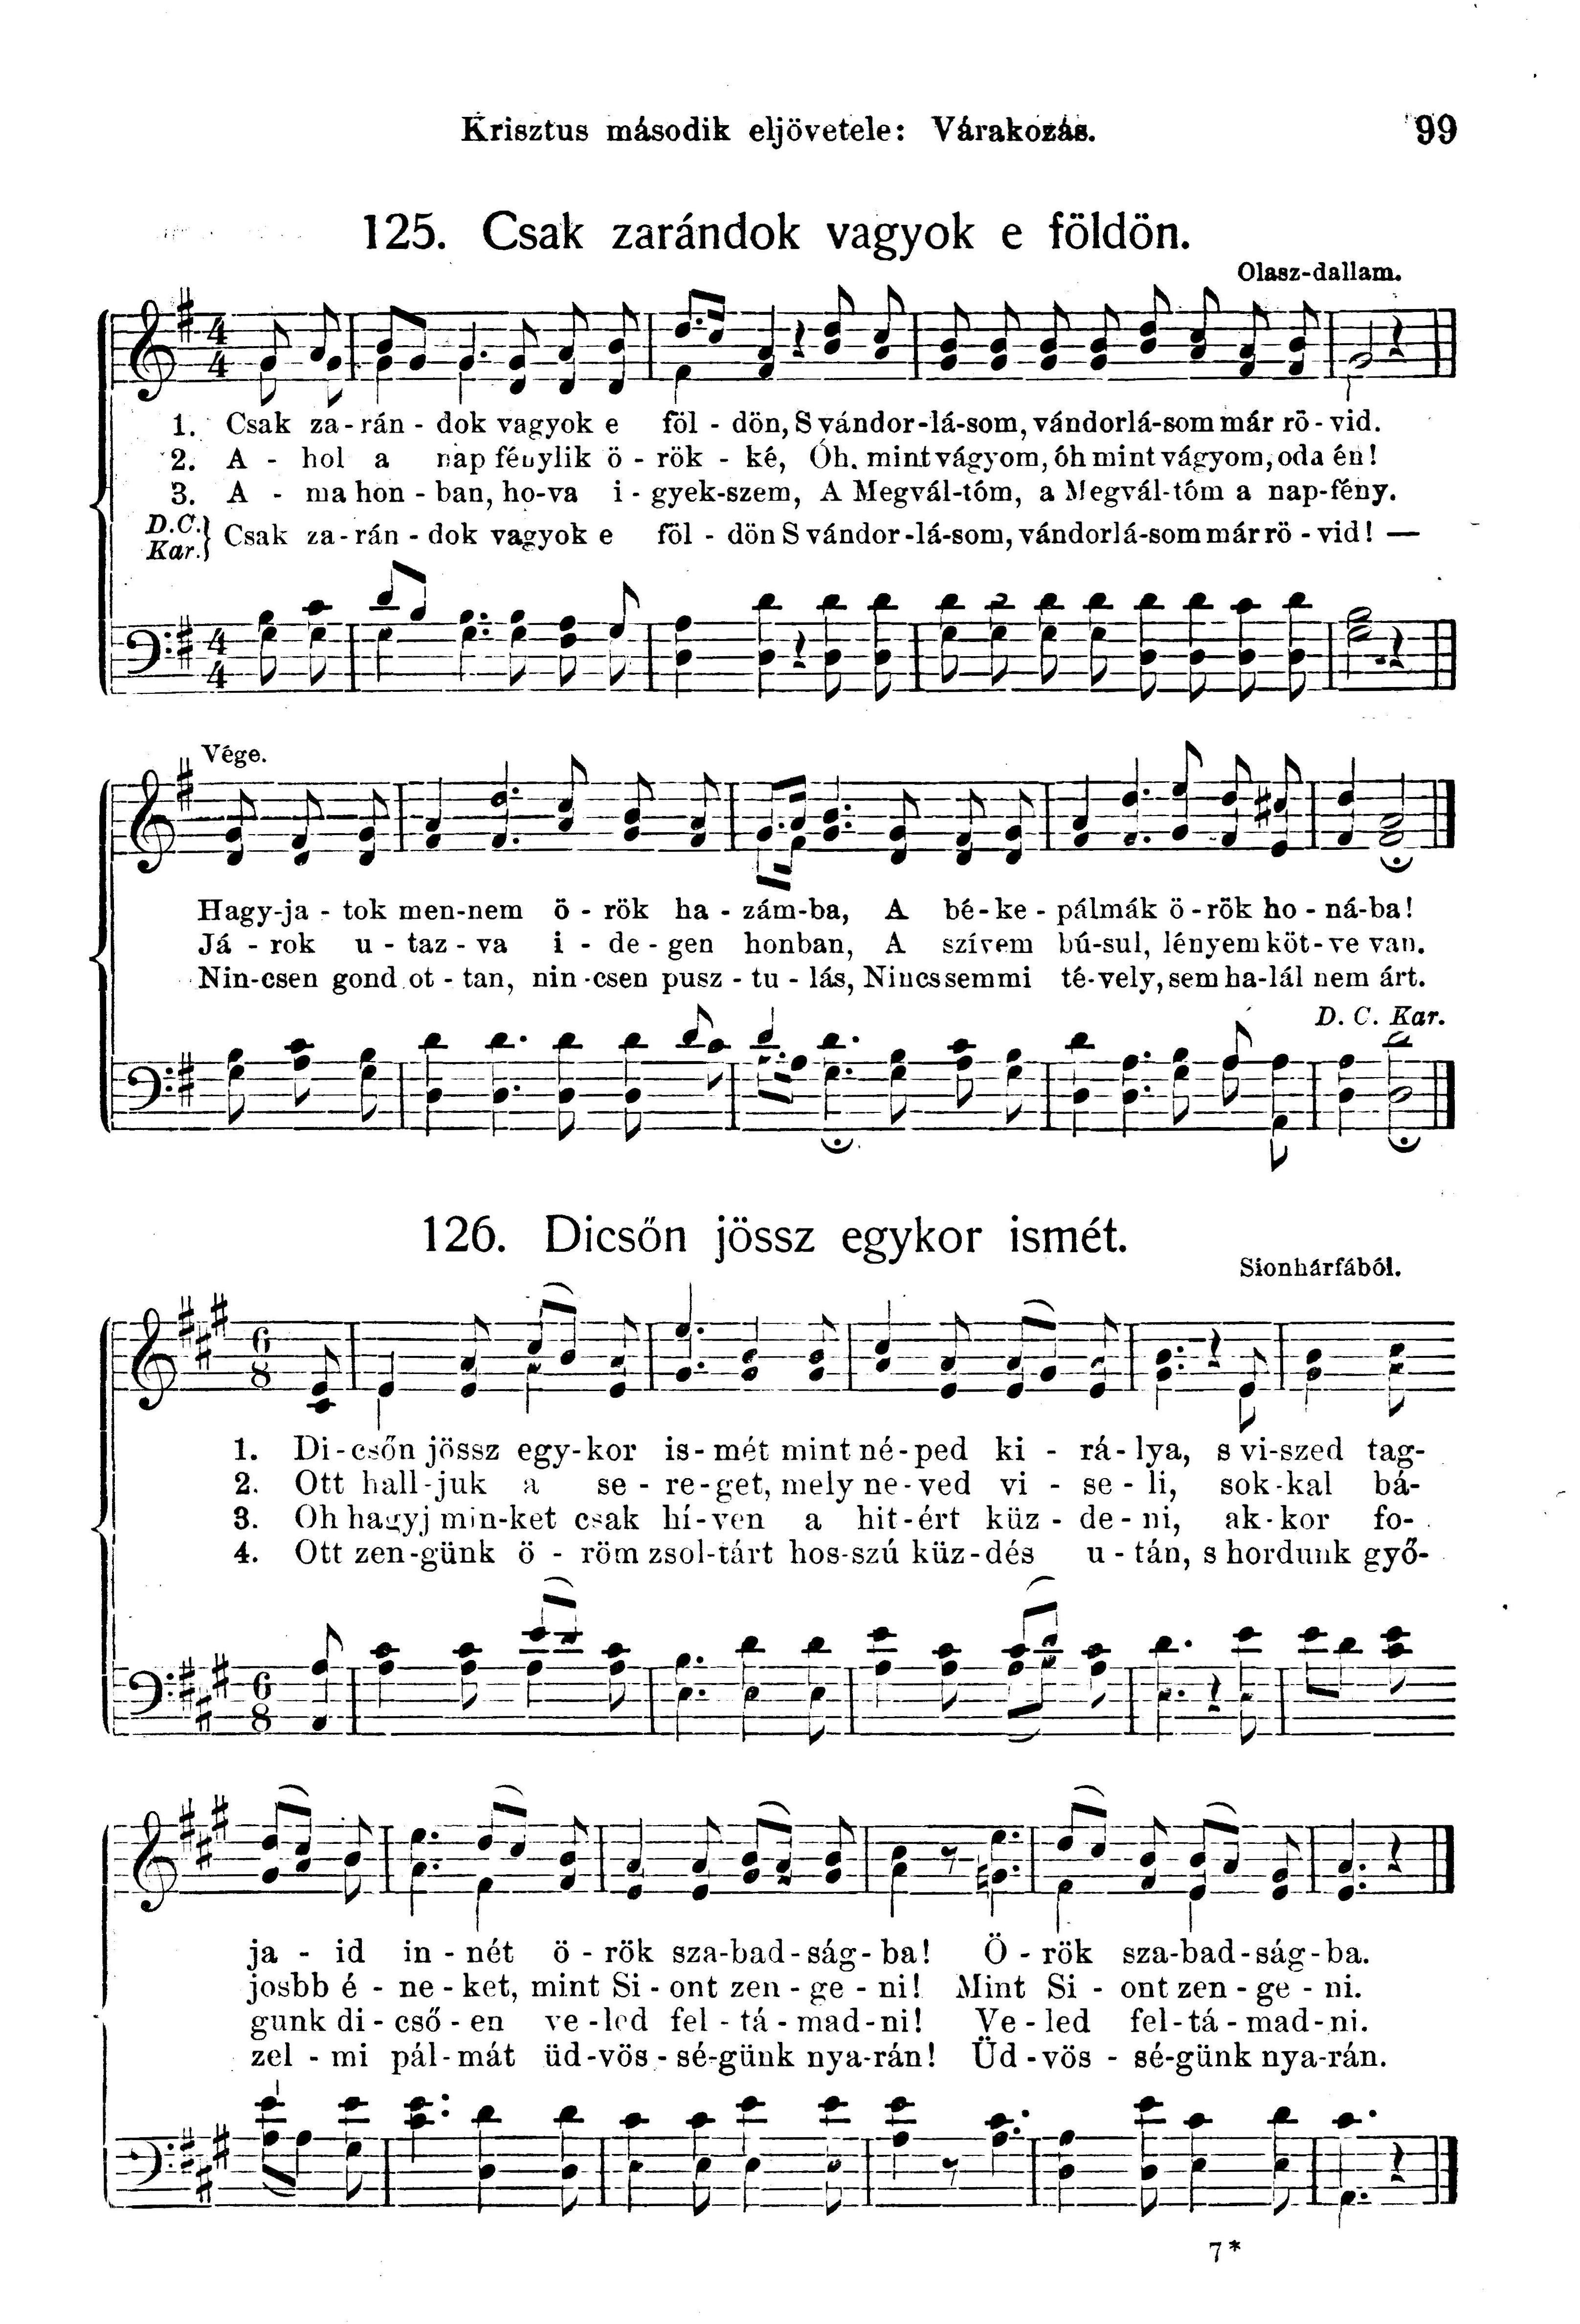 Krisztus második eljövetele: Várakozás. 99
125. Csak zarándok vagyok e földön.
Olasz-dallam.
1. Csak za-rán - dok vagyok e föl - dön, S vándor-lá-som, vándorlá-som már rö-vid.
2. A - hol a nap fénylik ö - rök - ké, Óh, mint vágyom, óh mint vágyom, oda én!
3. A - ma hon - ban, ho-va i - gyek-szem, A Megvál-tóm, a Megvál-tóm a nap-fény.
D.C. Kar.} Csak za-rán - dok vagyok e föl - dön S vándor-lá-som, vándorlá-som már rö - vid! —
Vége.
Hagy-ja - tok men-nem ö - rök ha - zám-ba, A bé-ke - pálmák ö-rök ho - ná-ba!
Já - rok u - taz - va i - de - gen honban, A szívem bú-sul, lényem köt-ve van.
Nin-csen gond ot - tan, nin-csen pusz - tu - lás, Nincs semmi té-vely, sem ha-lál nem árt.
D. C. Kar.
126. Dicsőn jössz egykor ismét.
Sionhárfából.
1. Di-csőn jössz egy-kor is-mét mint né-ped ki - rá-lya, s vi-szed tag-
2. Ott hall-juk a se - re-get, mely ne-ved vi - se - li, sok-kal bá-
3. Oh hagyj min-ket csak hí-ven a hit-ért küz - de - ni, ak-kor fo-
4. Ott zen-günk ö - röm zsol-tárt hos-szú küz-dés u - tán, s hordunk győ-
ja - id in - nét ö - rök sza-bad-ság-ba! Ö - rök sza-bad-ság-ba.
josbb é - ne - ket, mint Si - ont zen - ge - ni! Mint Si - ont zen - ge - ni.
gunk di - cső - en ve-led fel - tá - mad-ni! Ve - led fel-tá - mad-ni.
zel - mi pál-mát üd-vös - sé-günk nya-rán! Üd-vös - sé-günk nya-rán.
7*